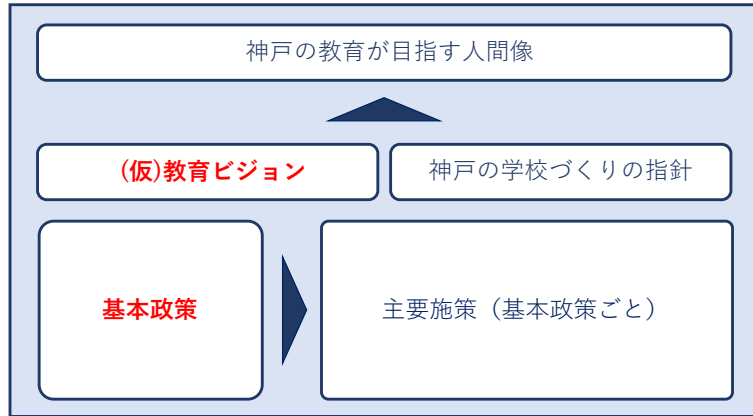 神戸の教育が目指す人間像
(仮)教育ビジョン
神戸の学校づくりの指針
基本政策
主要施策（基本政策ごと）